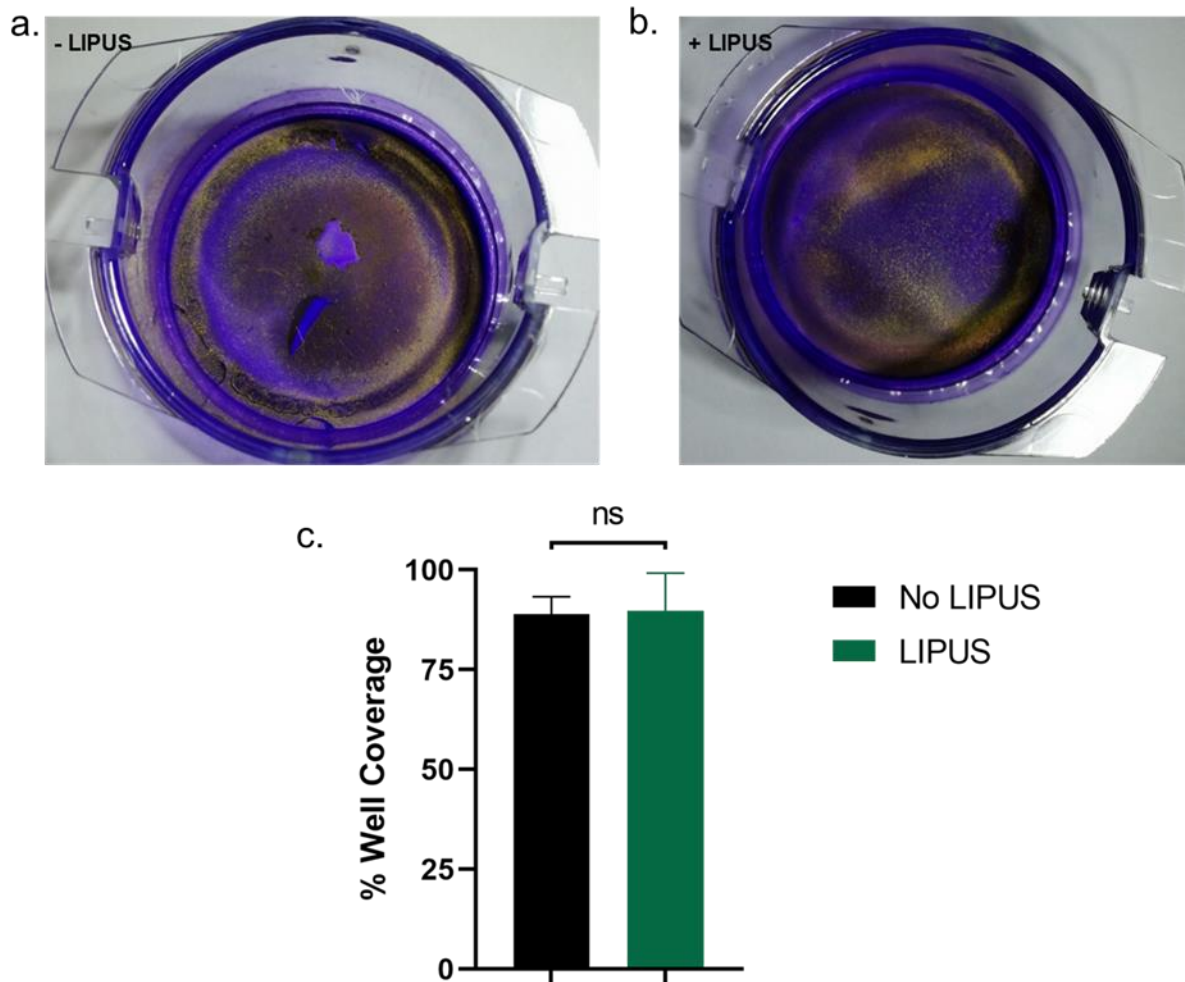 a.
- LIPUS
b.
+ LIPUS
c.
ns
100
75
50
25
0
% Well Coverage
No LIPUS
LIPUS